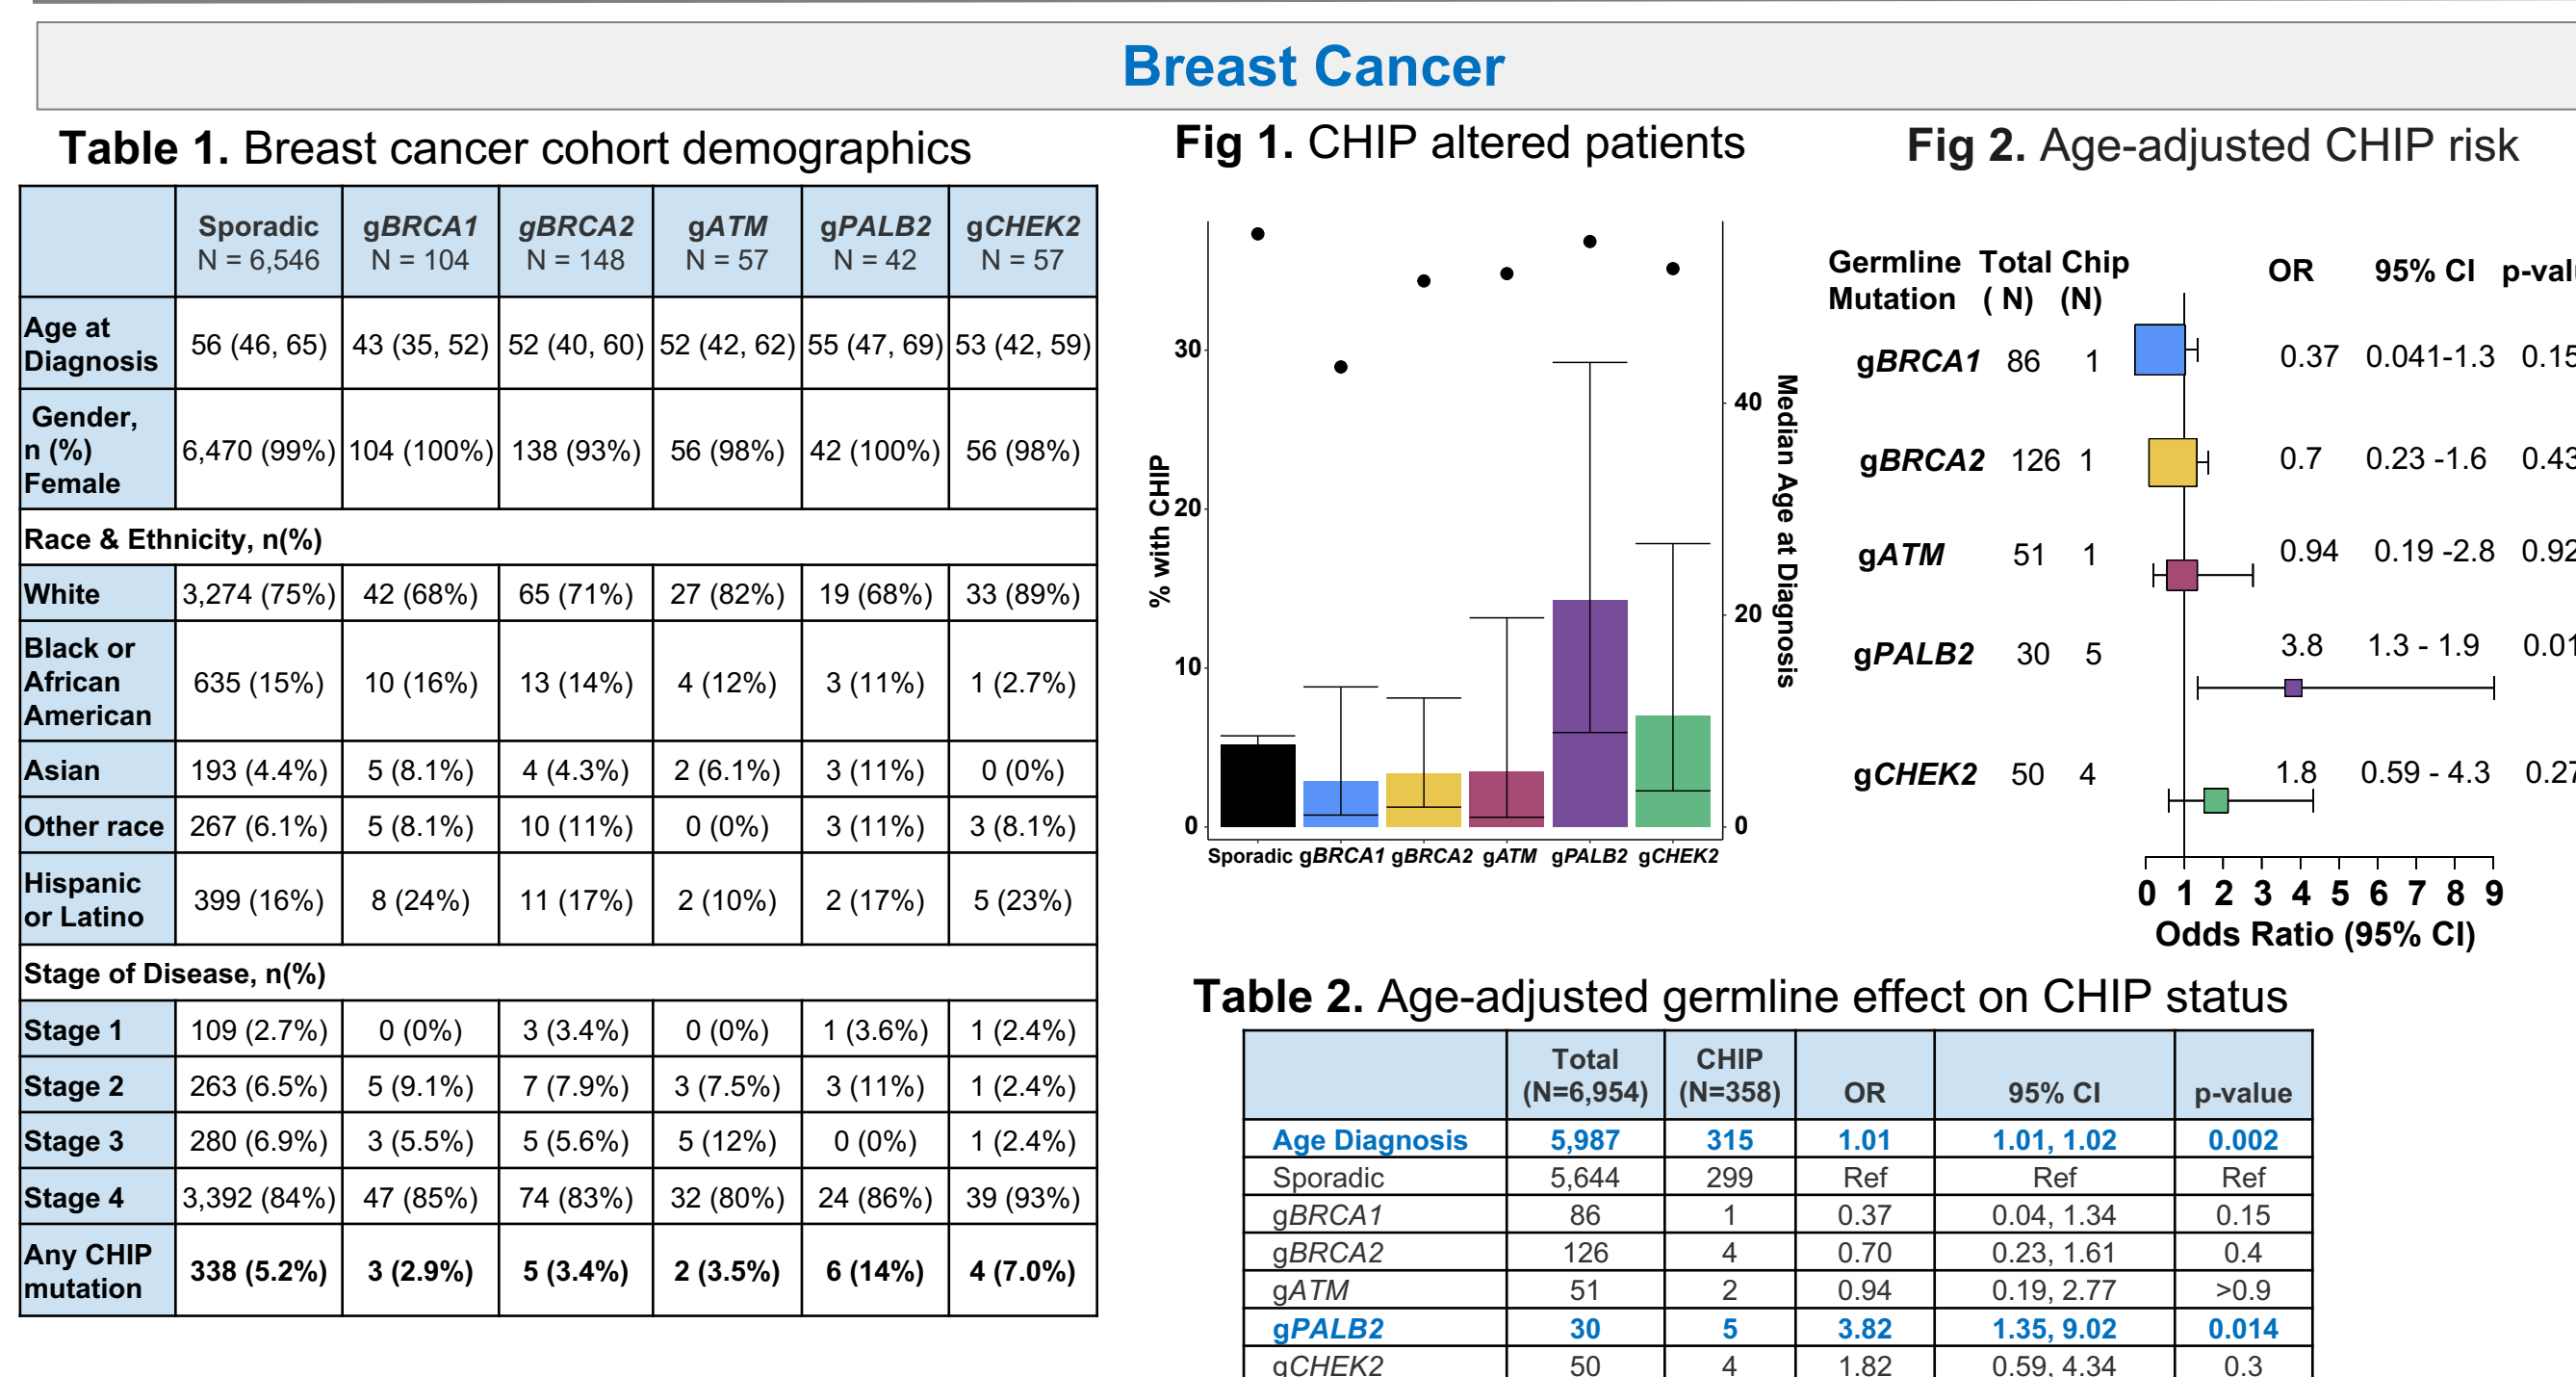 Breast Cancer
Table 1. Breast cancer cohort demographics
Sporadic N = 6,546 gBRCA1 N = 104 gBRCA2 N = 148 gATM N = 57 gPALB2 N = 42 gCHEK2 N = 57
Age at Diagnosis 56 (46, 65) 43 (35, 52) 52 (40, 60) 52 (42, 62) 55 (47, 69) 53 (42, 59)
Gender, n (%) Female 6,470 (99%) 104 (100%) 138 (93%) 56 (98%) 42 (100%) 56 (98%)
Race & Ethnicity, n(%)
White 3,274 (75%) 42 (68%) 65 (71%) 27 (82%) 19 (68%) 33 (89%)
Black or African American 635 (15%) 10 (16%) 13 (14%) 4 (12%) 3 (11%) 1 (2.7%)
Asian 193 (4.4%) 5 (8.1%) 4 (4.3%) 2 (6.1%) 3 (11%) 0 (0%)
Other race 267 (6.1%) 5 (8.1%) 10 (11%) 0 (0%) 3 (11%) 3 (8.1%)
Hispanic or Latino 399 (16%) 8 (24%) 11 (17%) 2 (10%) 2 (17%) 5 (23%)
Stage of Disease, n(%)
Stage 1 109 (2.7%) 0 (0%) 3 (3.4%) 0 (0%) 1 (3.6%) 1 (2.4%)
Stage 2 263 (6.5%) 5 (9.1%) 7 (7.9%) 3 (7.5%) 3 (11%) 1 (2.4%)
Stage 3 280 (6.9%) 3 (5.5%) 5 (5.6%) 5 (12%) 0 (0%) 1 (2.4%)
Stage 4 3,392 (84%) 47 (85%) 74 (83%) 32 (80%) 24 (86%) 39 (93%)
Any CHIP mutation 338 (5.2%) 3 (2.9%) 5 (3.4%) 2 (3.5%) 6 (14%) 4 (7.0%)
Fig 1. CHIP altered patients
% with CHIP
30
20
10
0
Median Age at Diagnosis
40
20
0
Sporadic gBRCA1 gBRCA2 gATM gPALB2 gCHEK2
Fig 2. Age-adjusted CHIP risk
Germline Total Chip OR 95% CI p-val
Mutation ( N) (N)
gBRCA1 86 1 0.37 0.041-1.3 0.15
gBRCA2 126 1 0.7 0.23 -1.6 0.43
gATM 51 1 0.94 0.19 -2.8 0.92
gPALB2 30 5 3.8 1.3 - 1.9 0.01
gCHEK2 50 4 1.8 0.59 - 4.3 0.27
0 1 2 3 4 5 6 7 8 9
Odds Ratio (95% CI)
Table 2. Age-adjusted germline effect on CHIP status
Total (N=6,954) CHIP (N=358) OR 95% CI p-value
Age Diagnosis 5,987 315 1.01 1.01, 1.02 0.002
Sporadic 5,644 299 Ref Ref Ref
gBRCA1 86 1 0.37 0.04, 1.34 0.15
gBRCA2 126 4 0.70 0.23, 1.61 0.4
gATM 51 2 0.94 0.19, 2.77 >0.9
gPALB2 30 5 3.82 1.35, 9.02 0.014
gCHEK2 50 4 1.82 0.59, 4.34 0.3